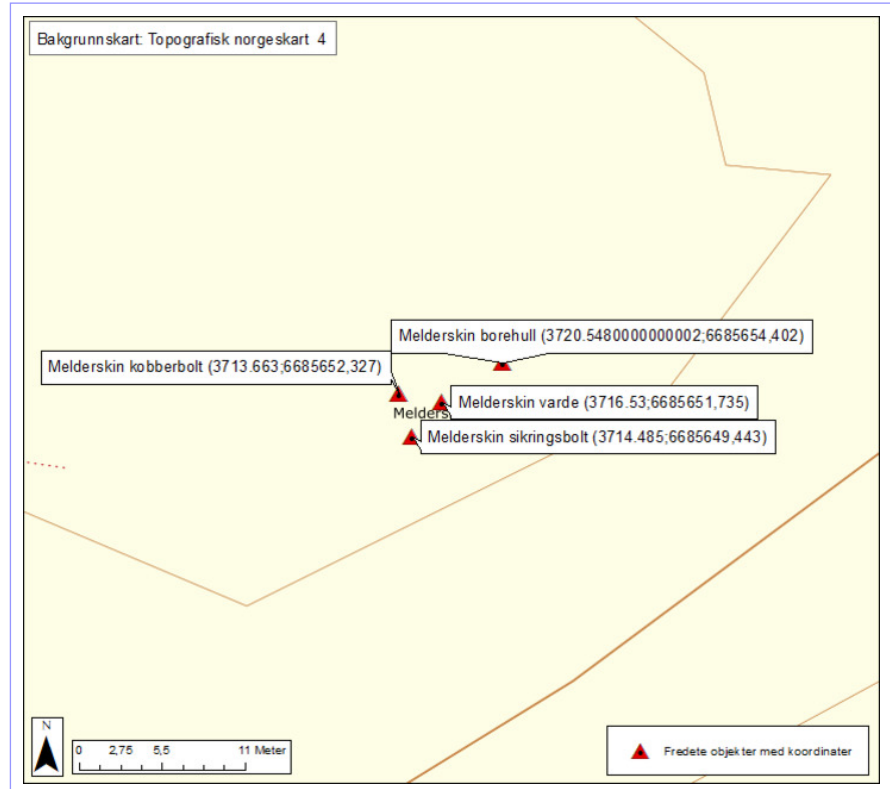 Bakgrunnskart: Topografisk norgeskart 4
Melderskin borehull (3720.5480000000002;6685654,402)
Melderskin kobberbolt (3713.663;6685652,327)
Melderskin varde (3716.53;6685651,735)
Melders
Melderskin sikringsbolt (3714.485;6685649,443)
N
0 2,75 5,5 11 Meter
Fredete objekter med koordinater